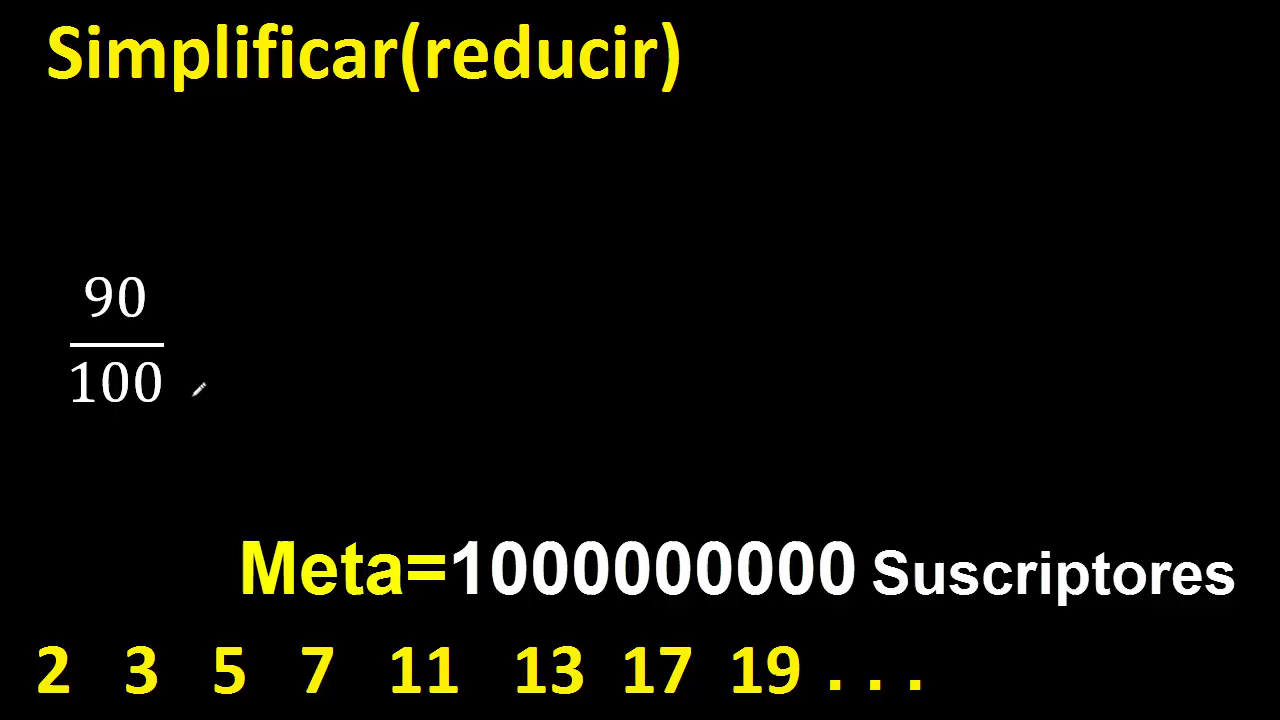 Simplificar(reducir)
90
100
Meta=1000000000 Suscriptores
2 3 5 7 11 13 17 19 . . .